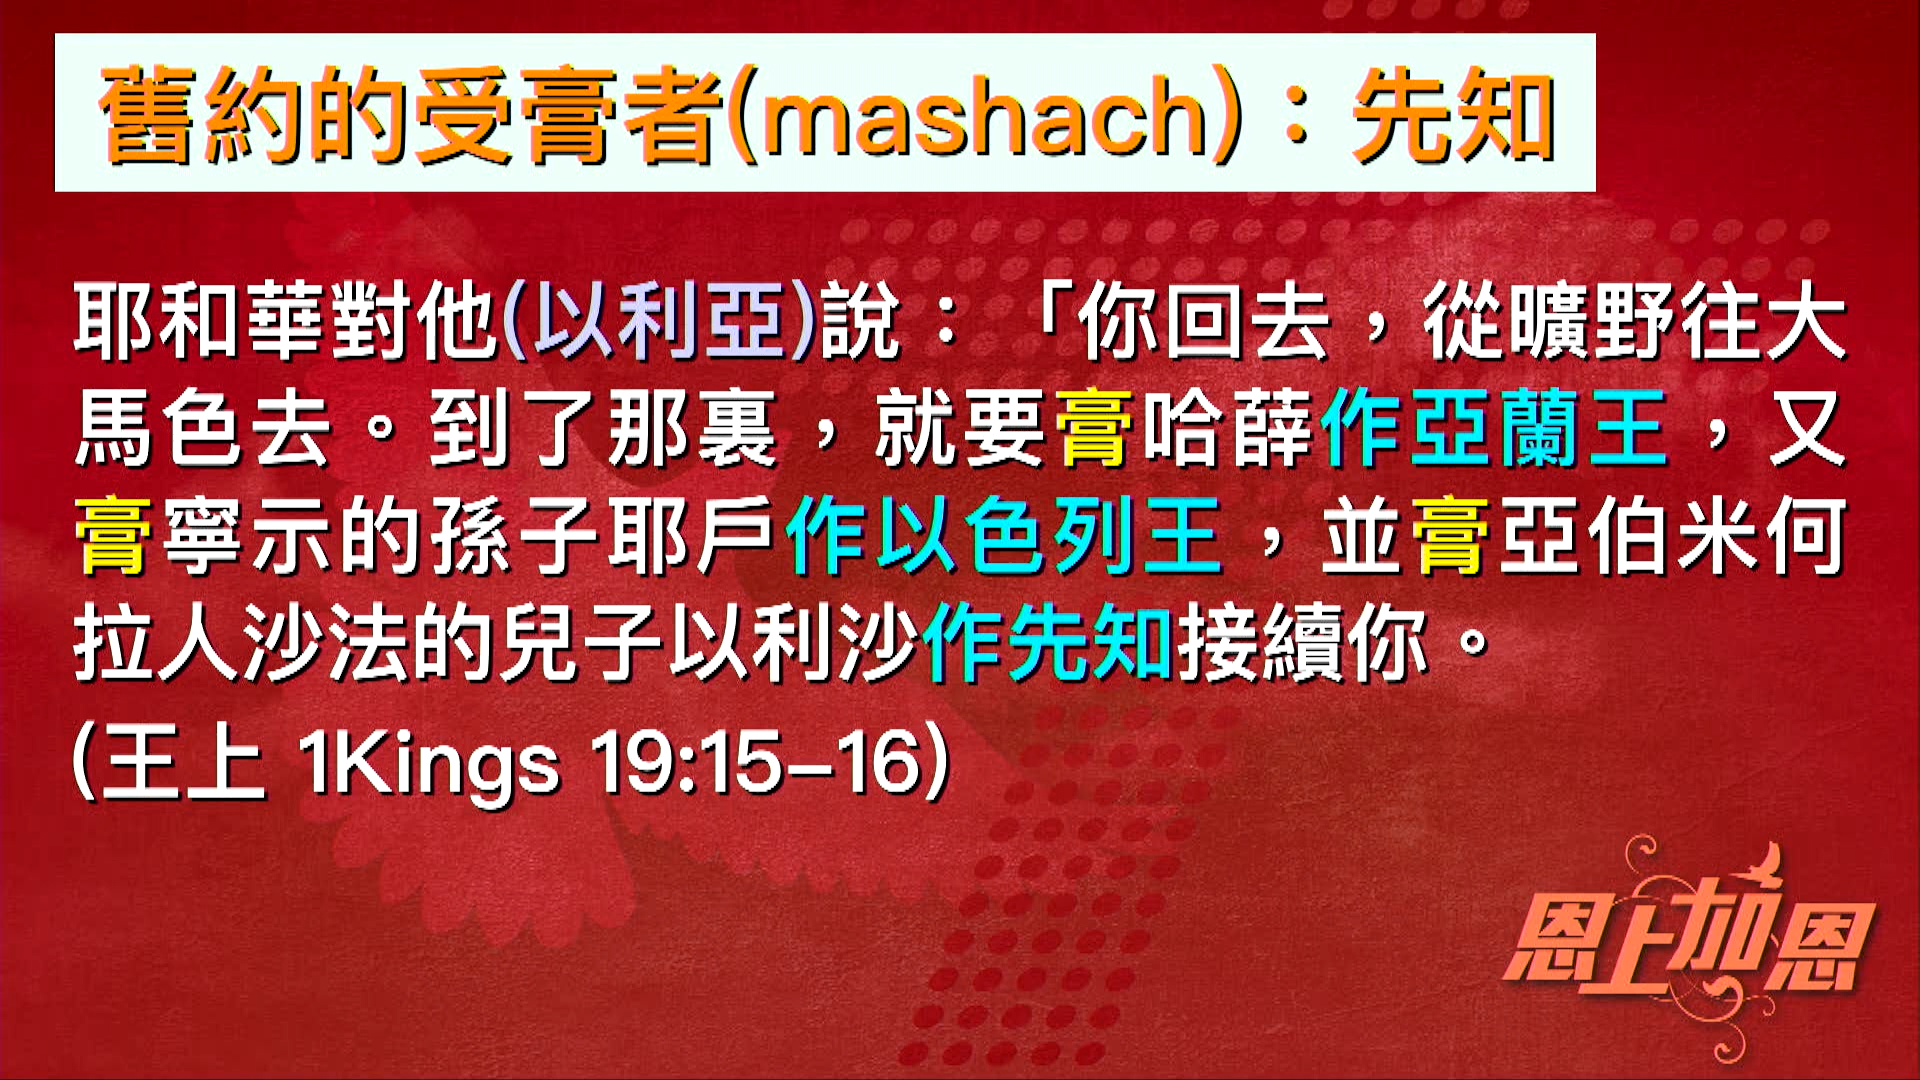 舊約的受膏者(mashach)：先知
耶和華對他(以利亞)說：「你回去，從曠野往大
馬色去。到了那裏，就要膏哈薛作亞蘭王，又
膏寧示的孫子耶戶作以色列王，並膏亞伯米何
拉人沙法的兒子以利沙作先知接續你。
(王上 1Kings 19:15-16)
恩上加恩